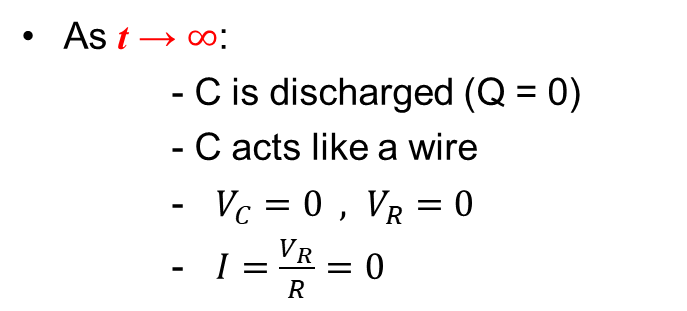 • As t → ∞:
- C is discharged (Q = 0)
- C acts like a wire
- V_C = 0 , V_R = 0
- I = V_R/R = 0